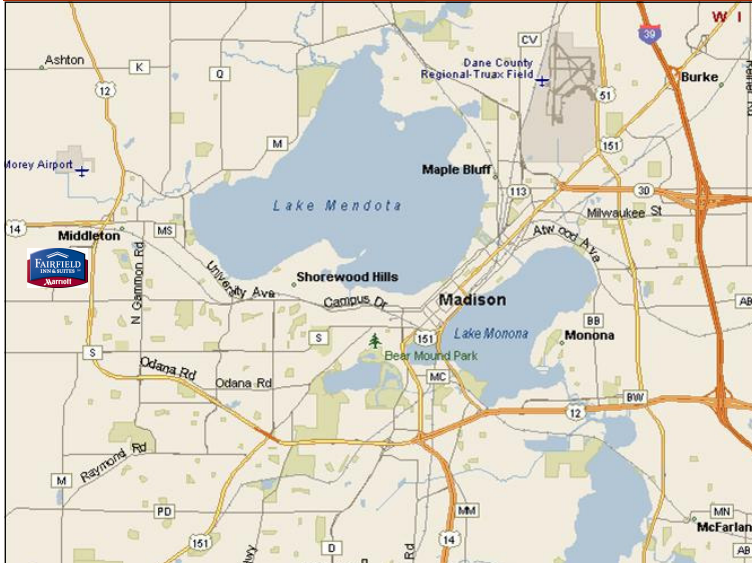 W I
39
CV
Ashton
K
Q
Dane County
Regional-Truax Field
Burke
12
51
M
151
Morey Airport
Maple Bluff
113
30
Lake Mendota
Milwaukee St
14
Middleton
MS
Atwood Ave
FAIRFIELD
INN & SUITES
Marriott
N Gammon Rd
University Ave
Shorewood Hills
Campus Dr
Madison
AB
BB
S
S
151
Lake Monona
Monona
Bear Mound Park
Odana Rd
MC
Odana Rd
BW
12
Raymond Rd
M
PD
MM
MN
McFarlan
151
D
14
AB
Hwy
Rd